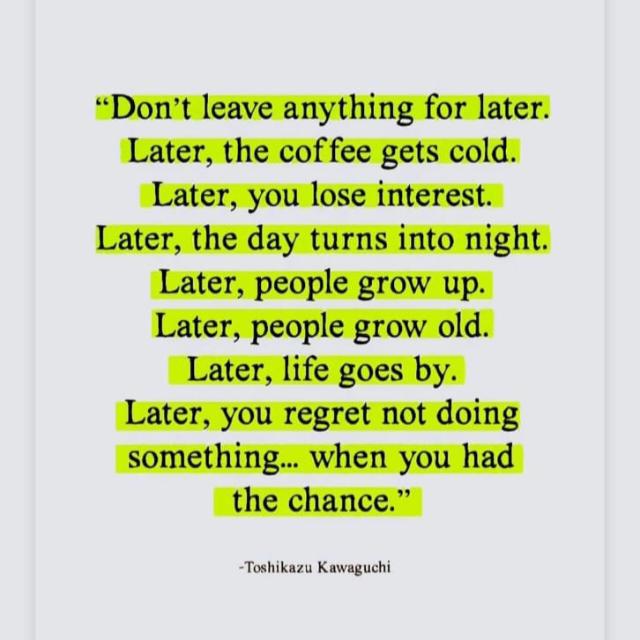 “Don’t leave anything for later.
Later, the coffee gets cold.
Later, you lose interest.
Later, the day turns into night.
Later, people grow up.
Later, people grow old.
Later, life goes by.
Later, you regret not doing
something... when you had
the chance.”
-Toshikazu Kawaguchi